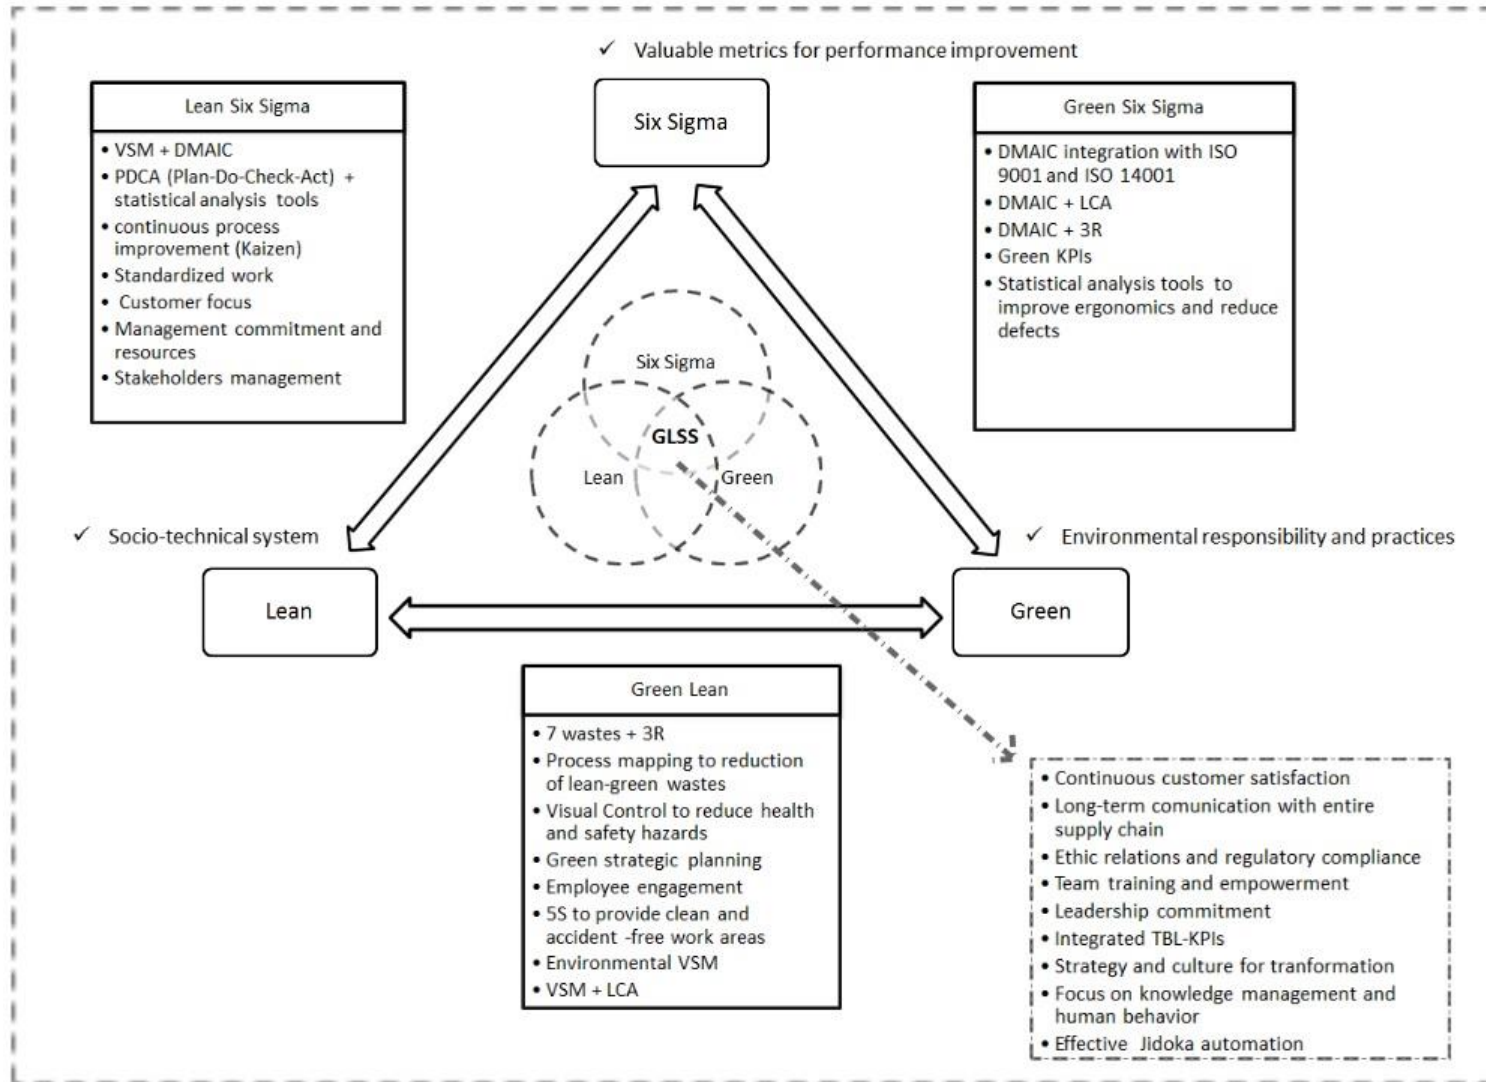 ✓ Valuable metrics for performance improvement
Lean Six Sigma
• VSM + DMAIC
• PDCA (Plan-Do-Check-Act) +
statistical analysis tools
• continuous process
improvement (Kaizen)
• Standardized work
• Customer focus
• Management commitment and
resources
• Stakeholders management
Six Sigma
Green Six Sigma
• DMAIC integration with ISO
9001 and ISO 14001
• DMAIC + LCA
• DMAIC + 3R
• Green KPIs
• Statistical analysis tools to
improve ergonomics and reduce
defects
Six Sigma
GLSS
Lean
Green
✓ Socio-technical system
✓ Environmental responsibility and practices
Lean
Green
Green Lean
• 7 wastes + 3R
• Process mapping to reduction
of lean-green wastes
• Visual Control to reduce health
and safety hazards
• Green strategic planning
• Employee engagement
• 5S to provide clean and
accident -free work areas
• Environmental VSM
• VSM + LCA
• Continuous customer satisfaction
• Long-term comunication with entire
supply chain
• Ethic relations and regulatory compliance
• Team training and empowerment
• Leadership commitment
• Integrated TBL-KPIs
• Strategy and culture for tranformation
• Focus on knowledge management and
human behavior
• Effective Jidoka automation